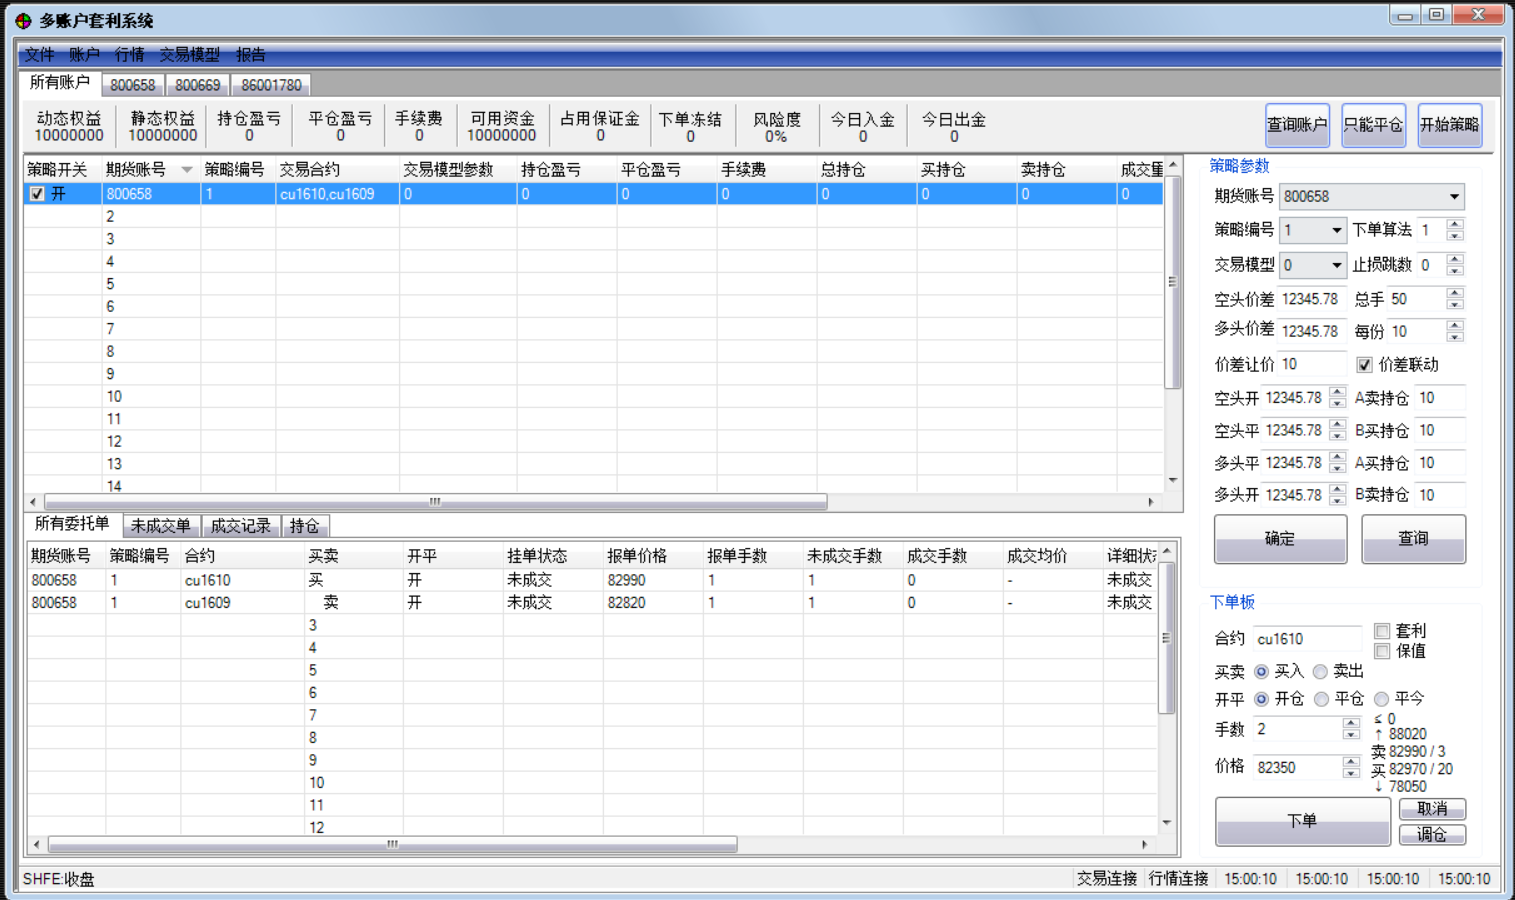 多账户套利系统
文件 账户 行情 交易模型 报告
所有账户 800658 800669 86001780
动态权益 静态权益 持仓盈亏 平仓盈亏 手续费 可用资金 占用保证金 下单冻结 风险度 今日入金 今日出金
10000000 10000000 0 0 0 10000000 0 0 0% 0 0
查询账户 只能平仓 开始策略
策略开关 期货账号 策略编号 交易合约 交易模型参数 持仓盈亏 平仓盈亏 手续费 总持仓 买持仓 卖持仓 成交量
开 800658 1 cu1610,cu1609 0 0 0 0 0 0 0 0
2
3
4
5
6
7
8
9
10
11
12
13
14
所有委托单 未成交单 成交记录 持仓
期货账号 策略编号 合约 买卖 开平 挂单状态 报单价格 报单手数 未成交手数 成交手数 成交均价 详细状
800658 1 cu1610 买 开 未成交 82990 1 1 0 - 未成交
800658 1 cu1609 卖 开 未成交 82820 1 1 0 - 未成交
3
4
5
6
7
8
9
10
11
12
策略参数
期货账号 800658
策略编号 1 下单算法 1
交易模型 0 止损跳数 0
空头价差 12345.78 总手 50
多头价差 12345.78 每份 10
价差让价 10 价差联动
空头开 12345.78 A卖持仓 10
空头平 12345.78 B买持仓 10
多头平 12345.78 A买持仓 10
多头开 12345.78 B卖持仓 10
确定 查询
下单板
合约 cu1610 套利
保值
买卖 买入 卖出
开平 开仓 平仓 平今
手数 2 ≤ 0
↑ 88020
卖 82990 / 3
价格 82350 买 82970 / 20
↓ 78050
下单 取消
调仓
SHFE:收盘 交易连接 行情连接 15:00:10 15:00:10 15:00:10 15:00:10